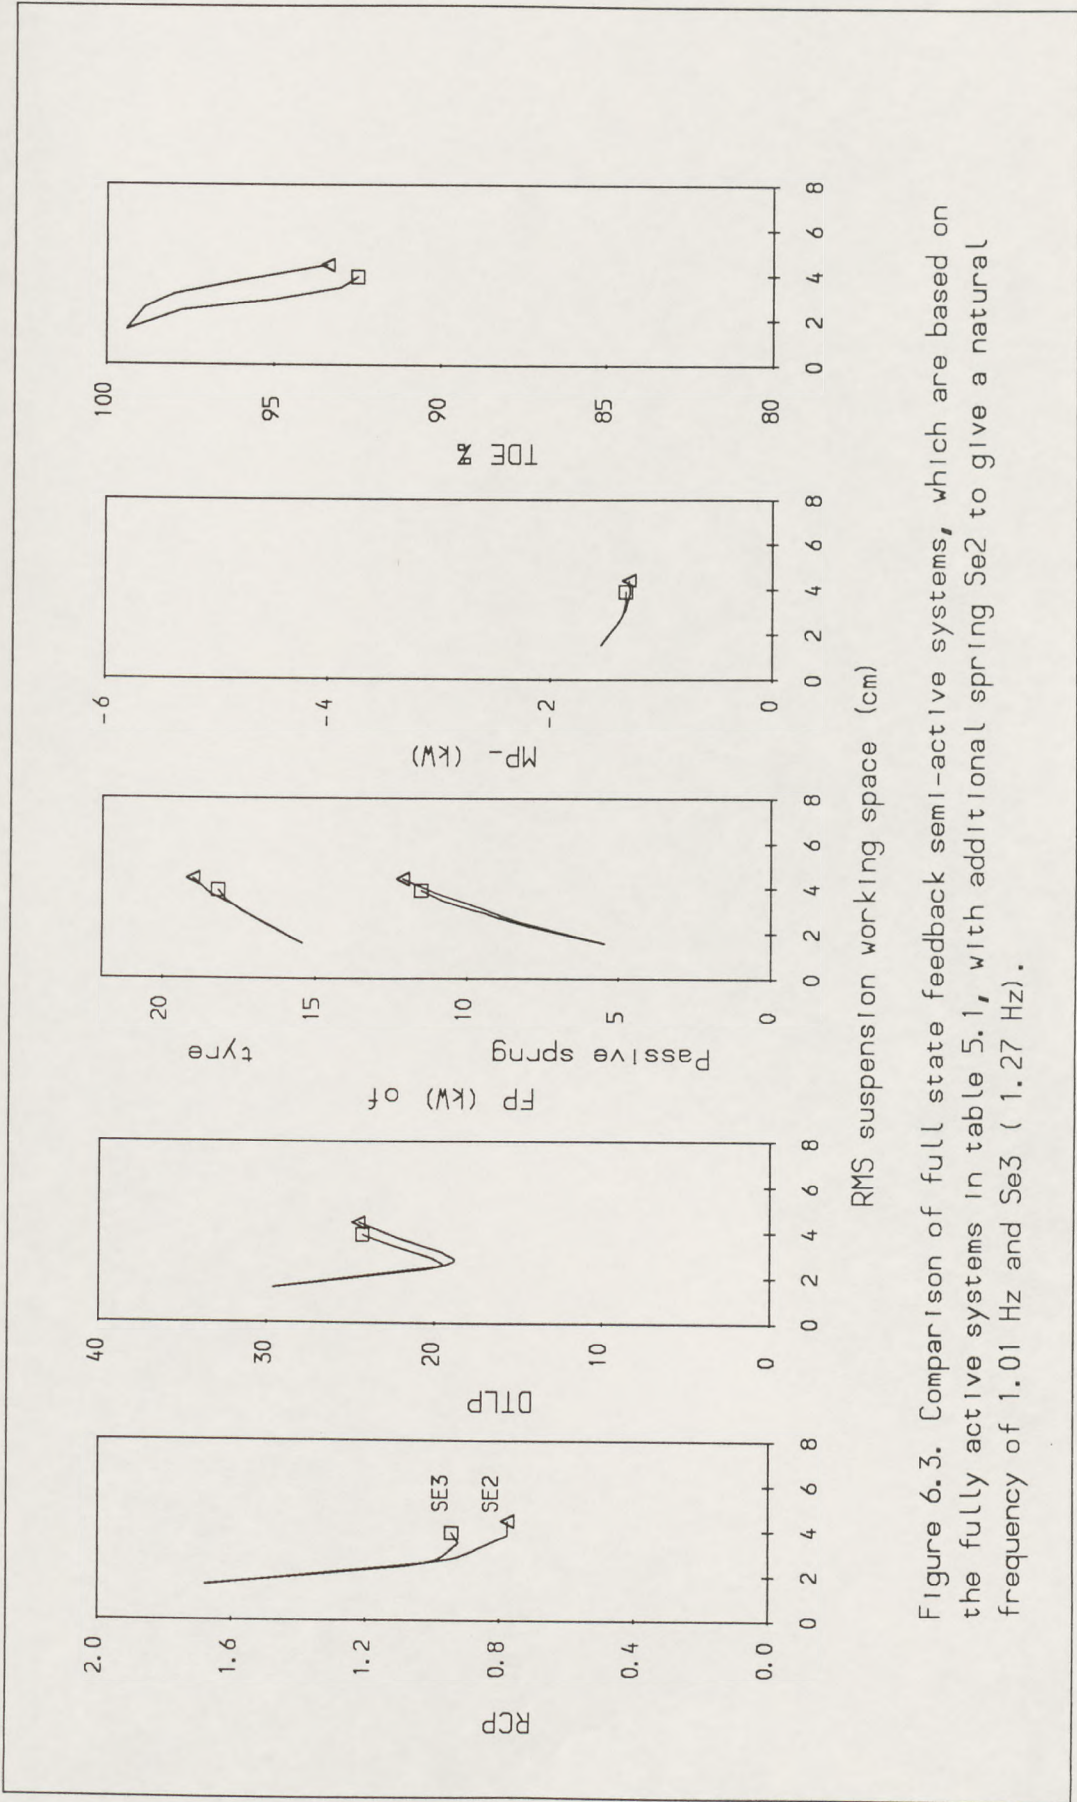 2.0
1.6
1.2
0.8
0.4
0.0
RCP
SE3
SE2
0 2 4 6 8
40
30
20
10
0
DTLP
0 2 4 6 8
20
15
10
5
0
tyre
Passive sprng
FP (kW) of
0 2 4 6 8
-6
-4
-2
0
MP- (kW)
0 2 4 6 8
100
95
90
85
80
TDE %
0 2 4 6 8
RMS suspension working space (cm)
Figure 6.3. Comparison of full state feedback semi-active systems, which are based on
the fully active systems in table 5.1, with additional spring Se2 to give a natural
frequency of 1.01 Hz and Se3 ( 1.27 Hz).